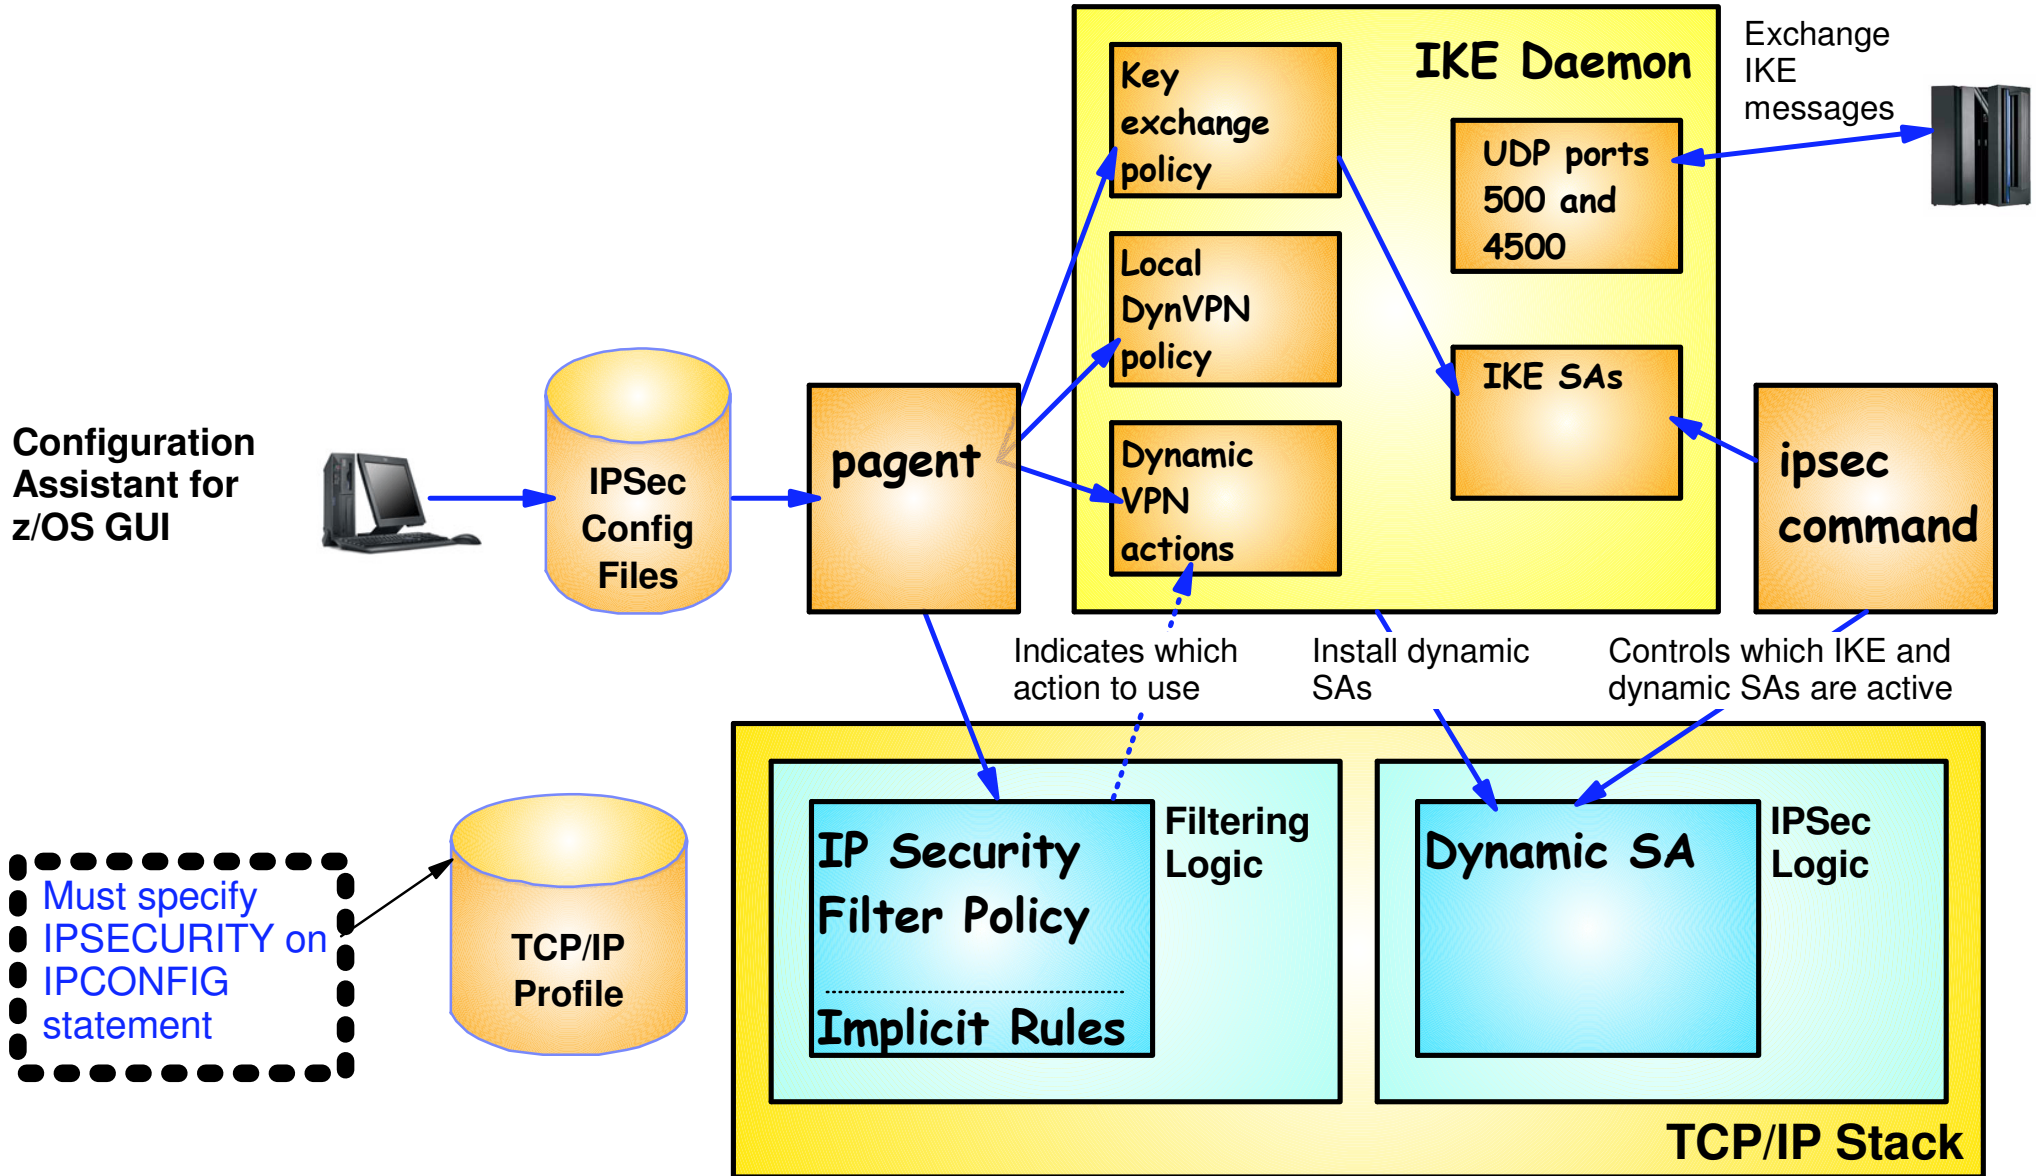 IKE Daemon
Exchange
IKE
messages
Key
exchange
policy
UDP ports
500 and
4500
Local
DynVPN
policy
IKE SAs
Configuration
Assistant for
z/OS GUI
IPSec
Config
Files
pagent
Dynamic
VPN
actions
ipsec
command
Indicates which
action to use
Install dynamic
SAs
Controls which IKE and
dynamic SAs are active
Must specify
IPSECURITY on
IPCONFIG
statement
TCP/IP
Profile
IP Security
Filter Policy
Implicit Rules
Filtering
Logic
Dynamic SA
IPSec
Logic
TCP/IP Stack